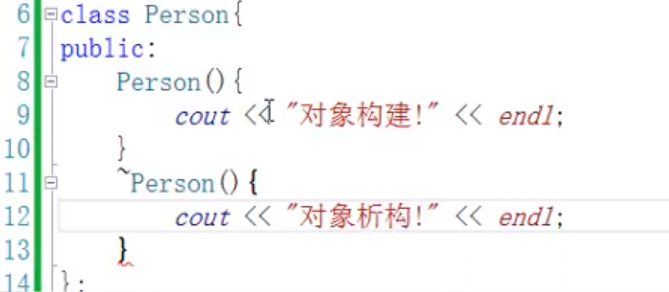 6 class Person{
7 public:
8 Person(){
9 cout << "对象构建!" << endl;
10 }
11 ~Person(){
12 cout << "对象析构!" << endl;
13 }
14 };